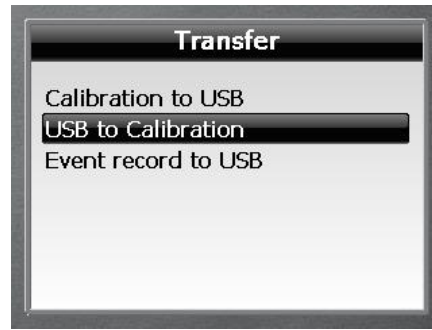 Transfer
Calibration to USB
USB to Calibration
Event record to USB